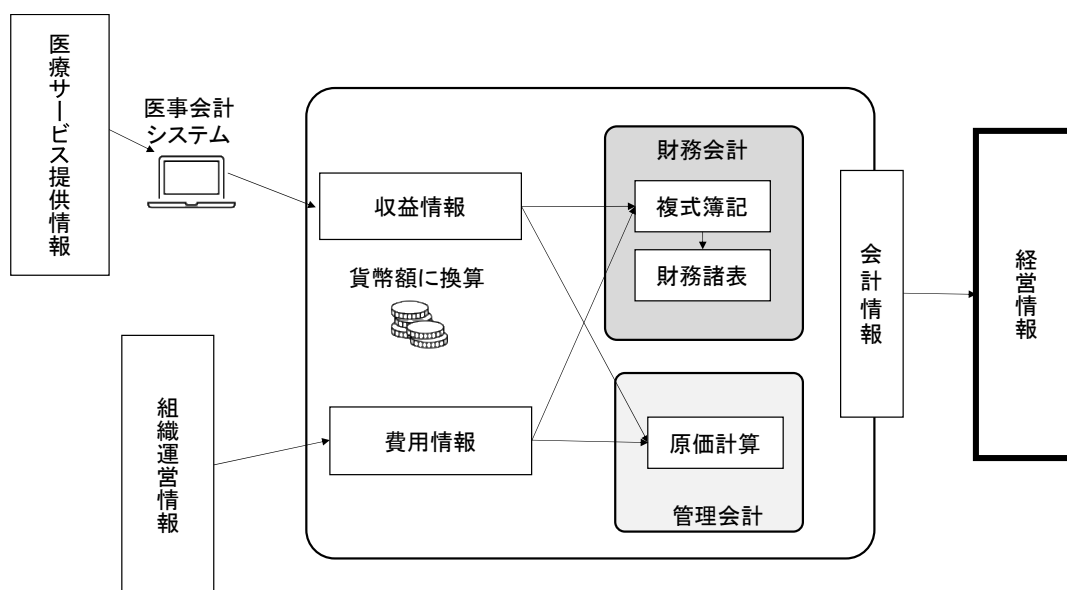 医療サービス提供情報
医事会計
システム
収益情報
貨幣額に換算
組織運営情報
費用情報
財務会計
複式簿記
財務諸表
原価計算
管理会計
会計情報
経営情報